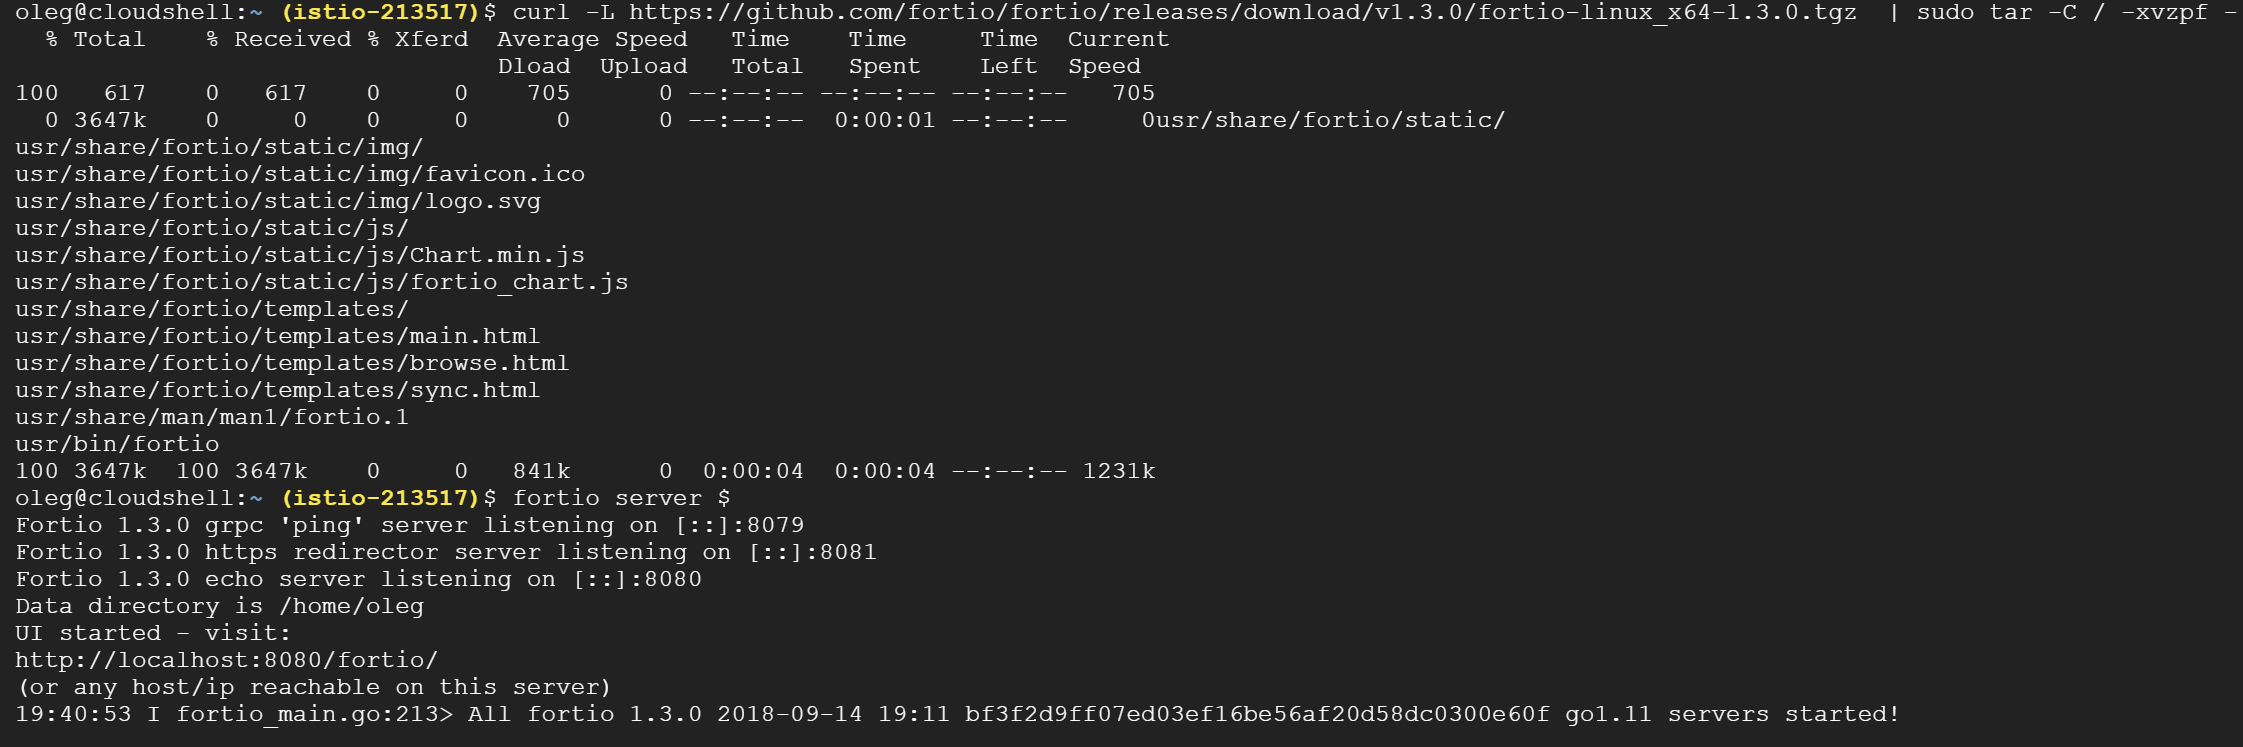 oleg@cloudshell:~ (istio-213517)$ curl -L https://github.com/fortio/fortio/releases/download/v1.3.0/fortio-linux_x64-1.3.0.tgz  | sudo tar -C / -xvzpf -
  % Total    % Received % Xferd  Average Speed   Time    Time     Time  Current
                                 Dload  Upload   Total   Spent    Left  Speed
100   617    0   617    0     0    705      0 --:--:-- --:--:-- --:--:--   705
  0 3647k    0     0    0     0      0      0 --:--:--  0:00:01 --:--:--     0usr/share/fortio/static/
usr/share/fortio/static/img/
usr/share/fortio/static/img/favicon.ico
usr/share/fortio/static/img/logo.svg
usr/share/fortio/static/js/
usr/share/fortio/static/js/Chart.min.js
usr/share/fortio/static/js/fortio_chart.js
usr/share/fortio/templates/
usr/share/fortio/templates/main.html
usr/share/fortio/templates/browse.html
usr/share/fortio/templates/sync.html
usr/share/man/man1/fortio.1
usr/bin/fortio
100 3647k  100 3647k    0     0   841k      0  0:00:04  0:00:04 --:--:-- 1231k
oleg@cloudshell:~ (istio-213517)$ fortio server $
Fortio 1.3.0 grpc 'ping' server listening on [::]:8079
Fortio 1.3.0 https redirector server listening on [::]:8081
Fortio 1.3.0 echo server listening on [::]:8080
Data directory is /home/oleg
UI started - visit:
http://localhost:8080/fortio/
(or any host/ip reachable on this server)
19:40:53 I fortio_main.go:213> All fortio 1.3.0 2018-09-14 19:11 bf3f2d9ff07ed03ef16be56af20d58dc0300e60f go1.11 servers started!